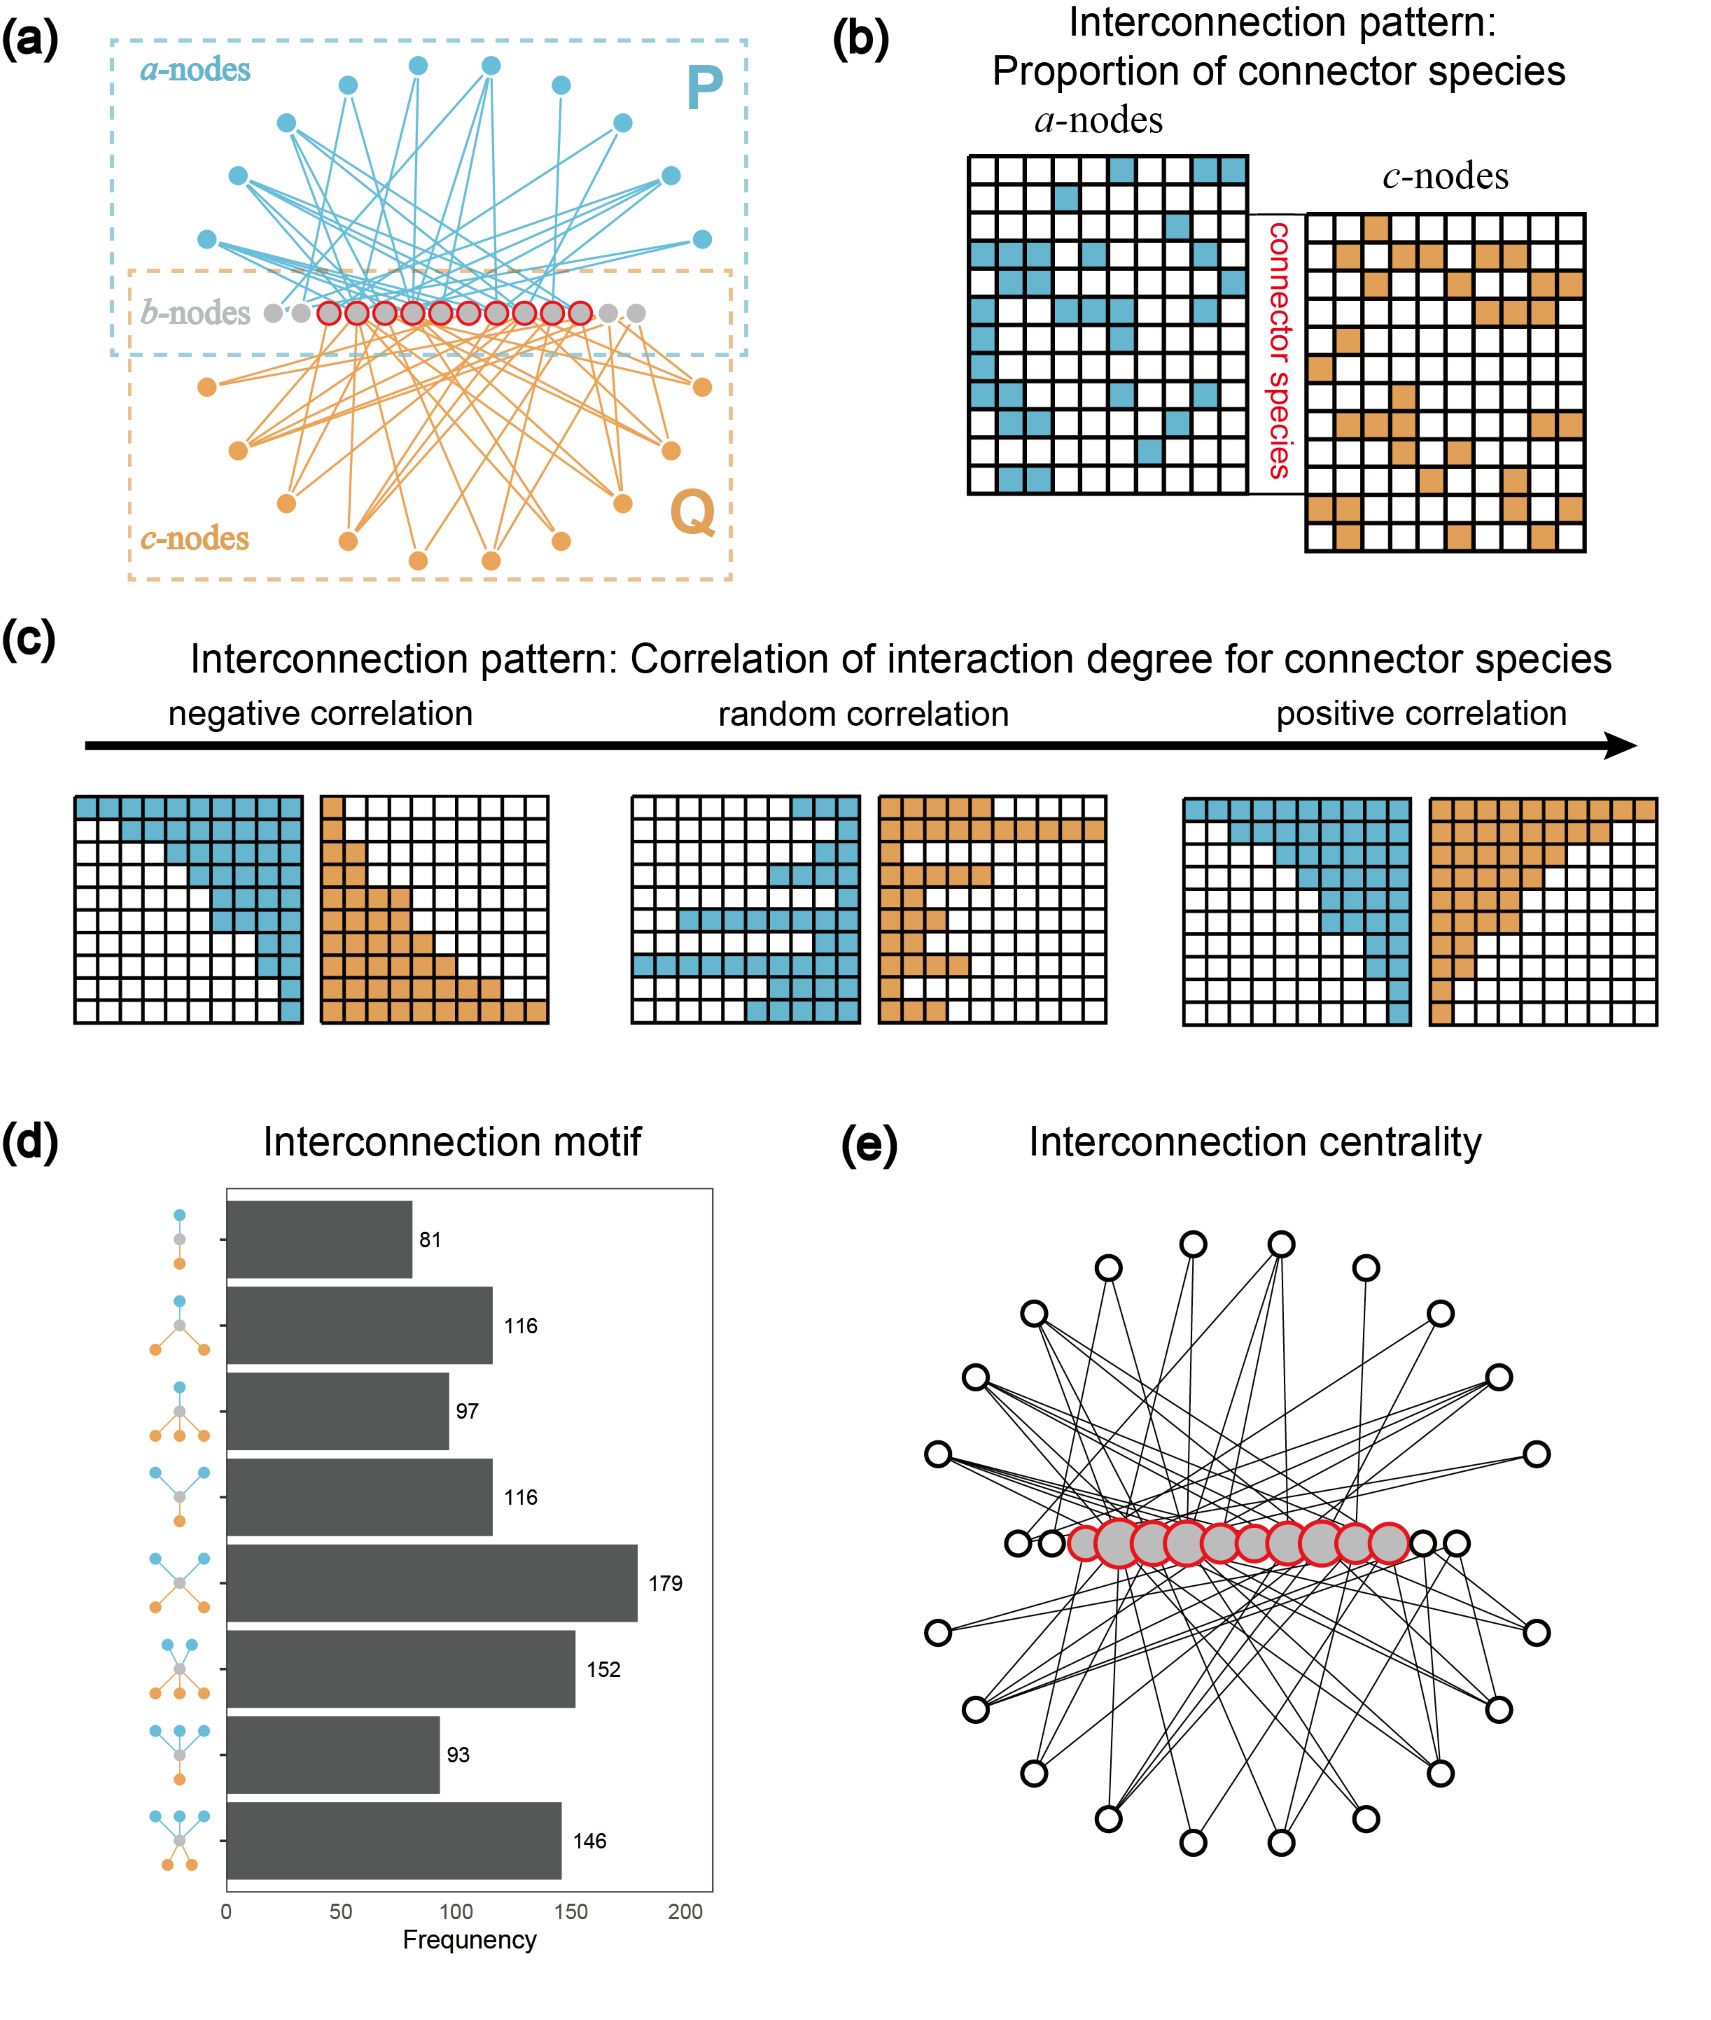 (a)
a-nodes
P
b-nodes
Q
c-nodes
(b)
Interconnection pattern:
Proportion of connector species
a-nodes
c-nodes
connector species
(c)
Interconnection pattern: Correlation of interaction degree for connector species
negative correlation
random correlation
positive correlation
(d)
Interconnection motif
81
116
97
116
179
152
93
146
0
50
100
150
200
Frequnency
(e)
Interconnection centrality